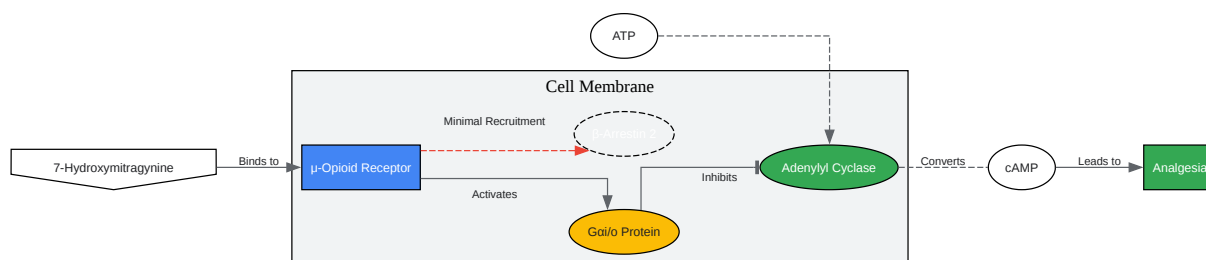 ATP
Cell Membrane
Minimal Recruitment
β-Arrestin 2
7-Hydroxymitragynine
Binds to
μ-Opioid Receptor
Activates
Gαi/o Protein
Inhibits
Adenylyl Cyclase
Converts
cAMP
Leads to
Analgesia